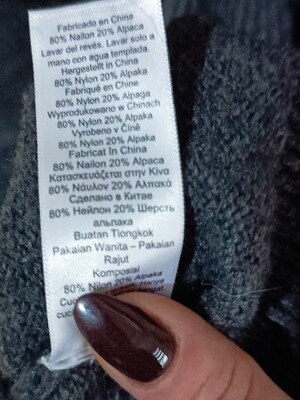 Fabricado en China
80% Nailon 20% Alpaca
Lavar del revés. Lavar solo a
mano con agua templada.
Hergestellt in China
80% Nylon 20% Alpaka
Fabriqué en Chine
80% Nylon 20% Alpaga
Wyprodukowano w Chinach
80% Nylon 20% Alpaka
Vyrobeno v Číně
80% Nylon 20% Alpaka
Fabricat în China
80% Nailon 20% Alpaca
Κατασκευάζεται στην Κίνα
80% Νάυλον 20% Αλπακά
Сделано в Китае
80% Нейлон 20% Шерсть
альпака
Buatan Tiongkok
Pakaian Wanita – Pakaian
Rajut
Komposisi
80% Nilon 20% Alpaka